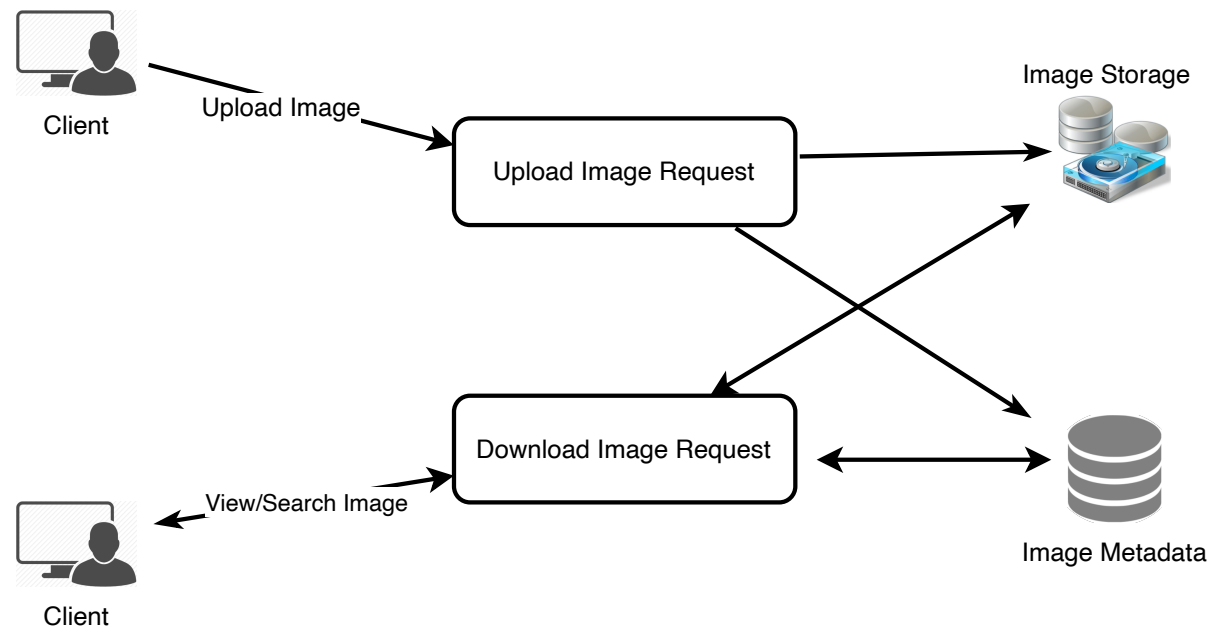 Image Storage
Upload Image
Client
Upload Image Request
Download Image Request
View/Search Image
Image Metadata
Client